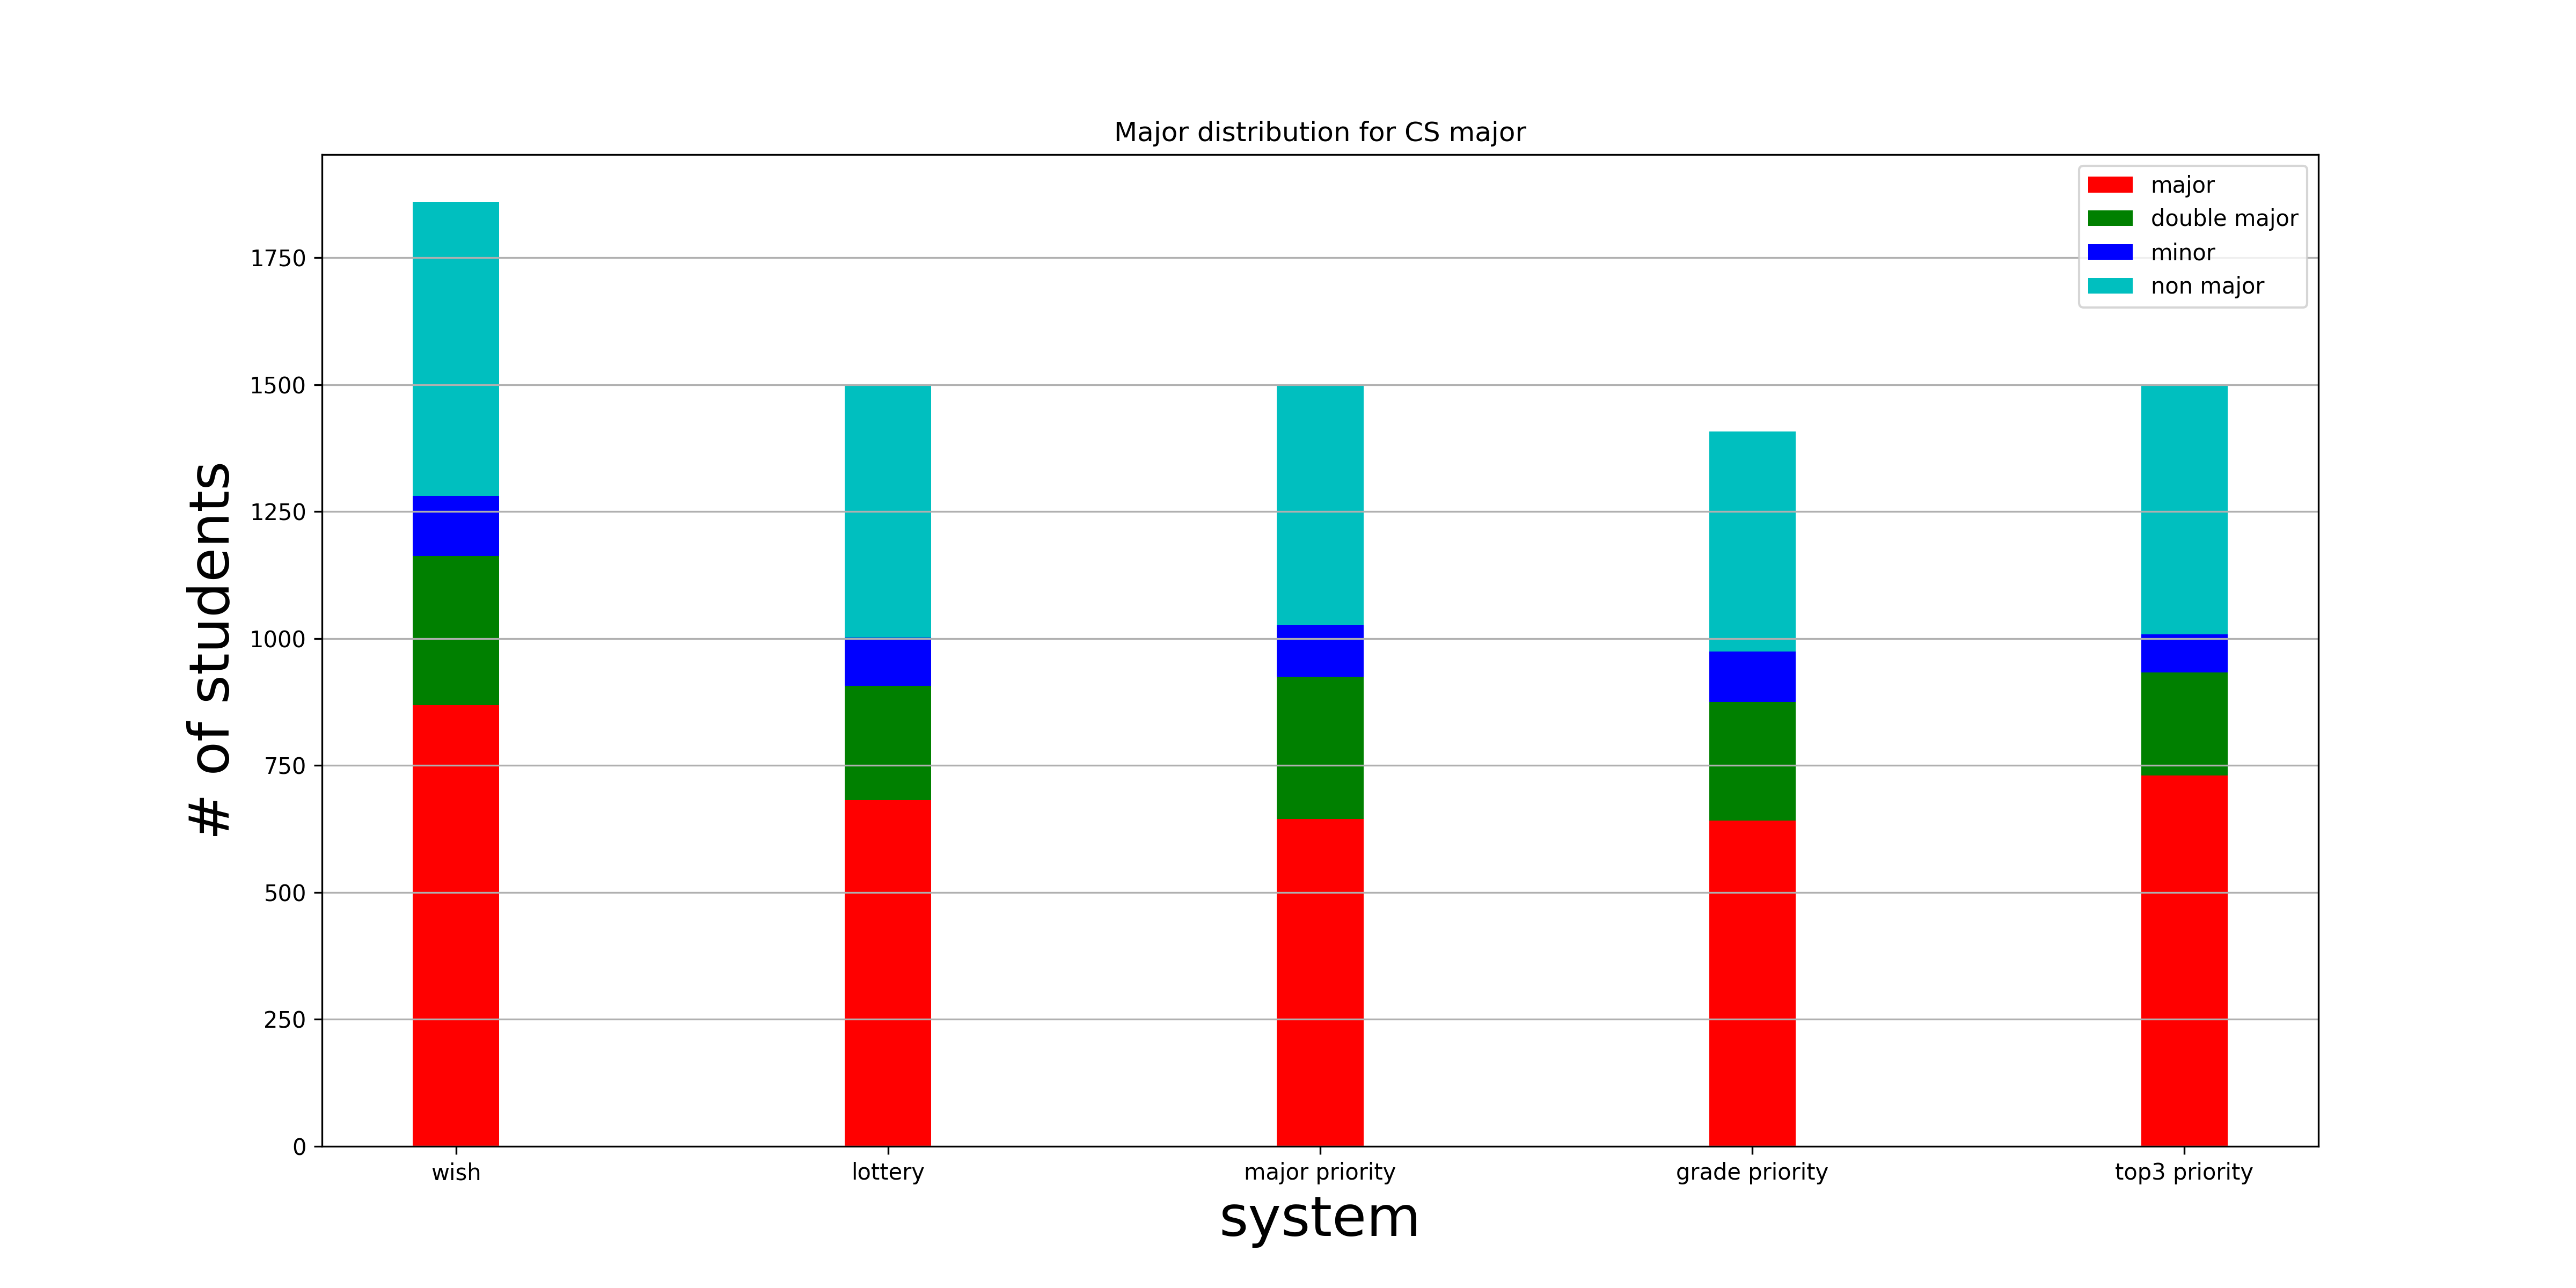 Major distribution for CS major
major
double major
minor
non major
1750
1500
1250
1000
750
500
250
0
# of students
wish
lottery
major priority
grade priority
top3 priority
system